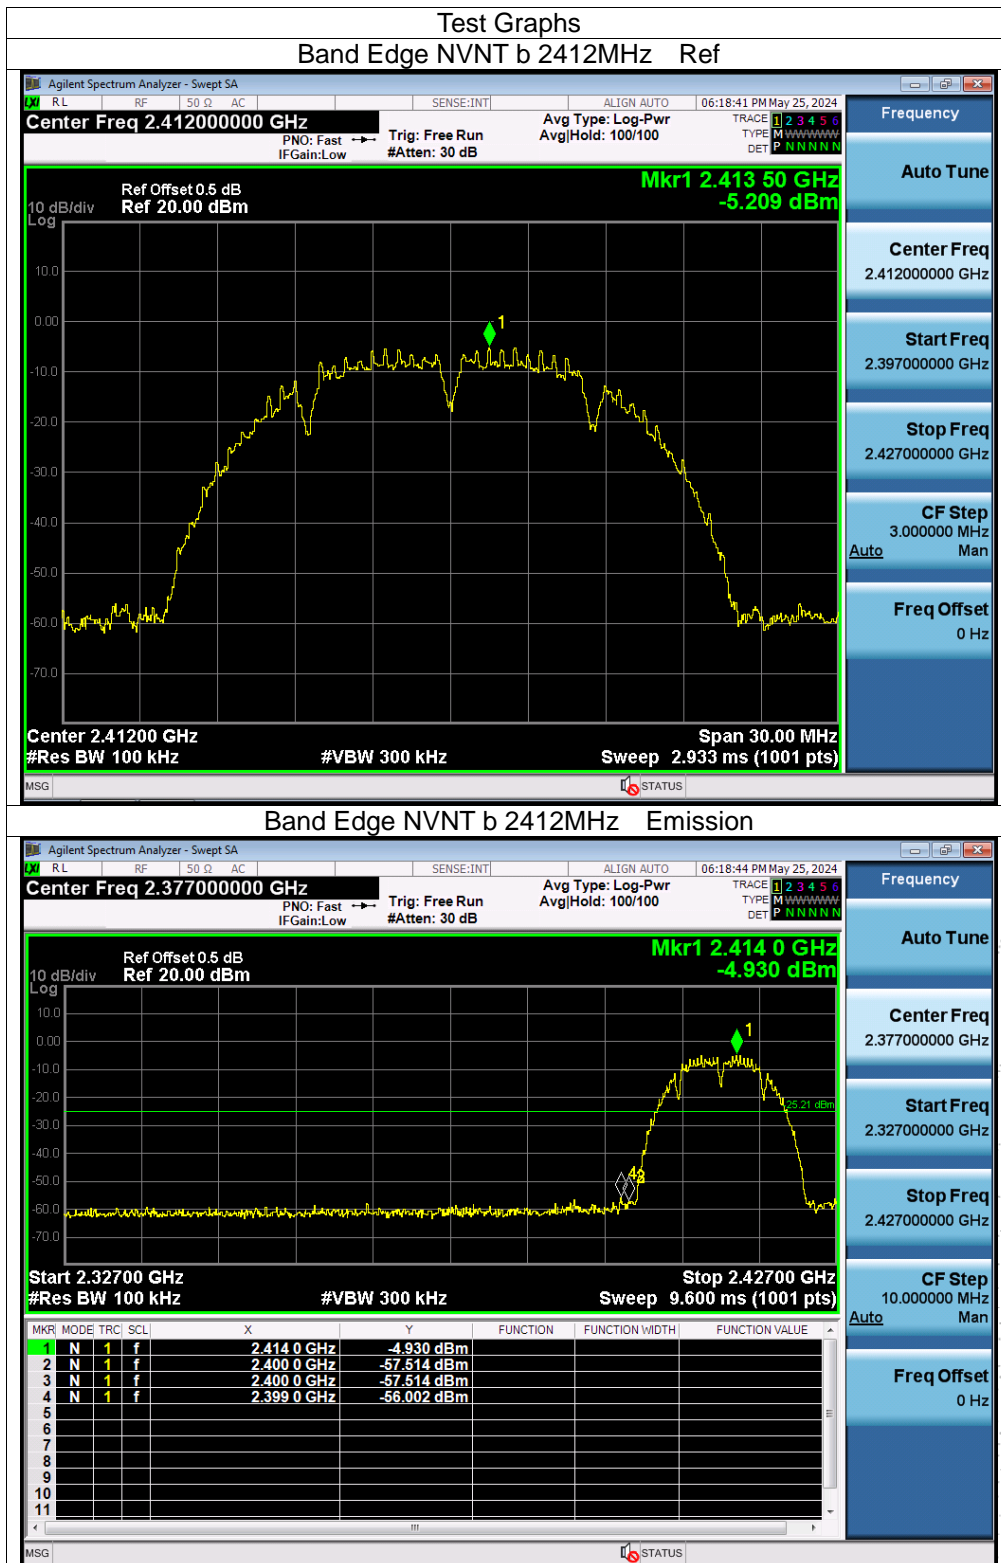 Test Graphs
Band Edge NVNT b 2412MHz Ref
Agilent Spectrum Analyzer - Swept SA
LXI RL RF 50 Ω AC SENSE:INT ALIGN AUTO 06:18:41 PM May 25, 2024
Center Freq 2.412000000 GHz
PNO: Fast
IFGain:Low
Trig: Free Run
#Atten: 30 dB
Avg Type: Log-Pwr
Avg|Hold: 100/100
TRACE 1 2 3 4 5 6
TYPE M WWWWW
DET P N N N N N
Ref Offset 0.5 dB
10 dB/div Ref 20.00 dBm
Log
Mkr1 2.413 50 GHz
-5.209 dBm
10.0
0.00
-10.0
-20.0
-30.0
-40.0
-50.0
-60.0
-70.0
1
Center 2.41200 GHz Span 30.00 MHz
#Res BW 100 kHz #VBW 300 kHz Sweep 2.933 ms (1001 pts)
MSG STATUS
Frequency
Auto Tune
Center Freq
2.412000000 GHz
Start Freq
2.397000000 GHz
Stop Freq
2.427000000 GHz
CF Step
3.000000 MHz
Auto Man
Freq Offset
0 Hz
Band Edge NVNT b 2412MHz Emission
Agilent Spectrum Analyzer - Swept SA
LXI RL RF 50 Ω AC SENSE:INT ALIGN AUTO 06:18:44 PM May 25, 2024
Center Freq 2.377000000 GHz
PNO: Fast
IFGain:Low
Trig: Free Run
#Atten: 30 dB
Avg Type: Log-Pwr
Avg|Hold: 100/100
TRACE 1 2 3 4 5 6
TYPE M WWWWW
DET P N N N N N
Ref Offset 0.5 dB
10 dB/div Ref 20.00 dBm
Log
Mkr1 2.414 0 GHz
-4.930 dBm
10.0
0.00
-10.0
-20.0
-30.0
-40.0
-50.0
-60.0
-70.0
1
25.21 dBm
4
Start 2.32700 GHz Stop 2.42700 GHz
#Res BW 100 kHz #VBW 300 kHz Sweep 9.600 ms (1001 pts)
MKR MODE TRC SCL X Y FUNCTION FUNCTION WIDTH FUNCTION VALUE
1 N 1 f 2.414 0 GHz -4.930 dBm
2 N 1 f 2.400 0 GHz -57.514 dBm
3 N 1 f 2.400 0 GHz -57.514 dBm
4 N 1 f 2.399 0 GHz -56.002 dBm
5
6
7
8
9
10
11
MSG STATUS
Frequency
Auto Tune
Center Freq
2.377000000 GHz
Start Freq
2.327000000 GHz
Stop Freq
2.427000000 GHz
CF Step
10.000000 MHz
Auto Man
Freq Offset
0 Hz